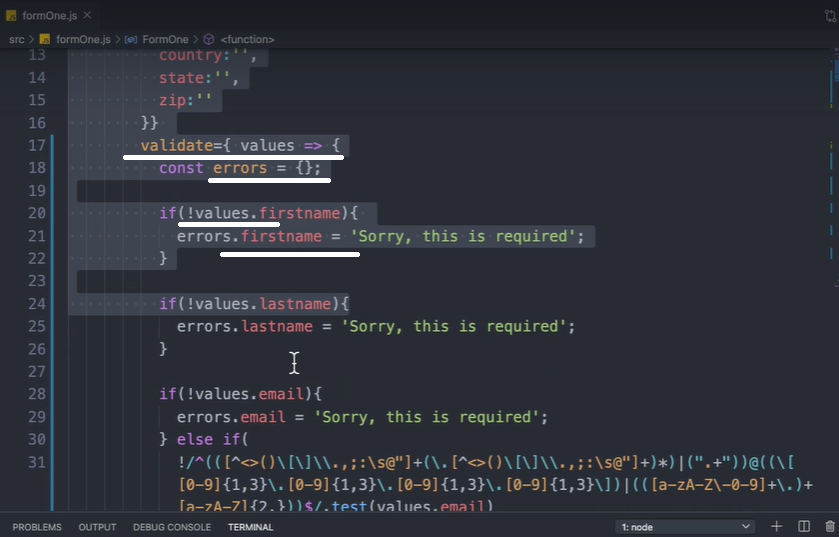 formOne.js ×
src > formOne.js > FormOne > <function>
13 country:'',
14 state:'',
15 zip:''
16 }}
17 validate={ values => {
18 const errors = {};
19
20 if(!values.firstname){
21 errors.firstname = 'Sorry, this is required';
22 }
23
24 if(!values.lastname){
25 errors.lastname = 'Sorry, this is required';
26 }
27
28 if(!values.email){
29 errors.email = 'Sorry, this is required';
30 } else if(
31 !/^(([^<>()\[\]\\.,;:\s@"]+(\.[^<>()\[\]\\.,;:\s@"]+)*)|(".+"))@((\[
[0-9]{1,3}\.[0-9]{1,3}\.[0-9]{1,3}\.[0-9]{1,3}\])|(([a-zA-Z\-0-9]+\.)+
[a-zA-Z]{2,}))$/.test(values.email)
PROBLEMS OUTPUT DEBUG CONSOLE TERMINAL 1: node